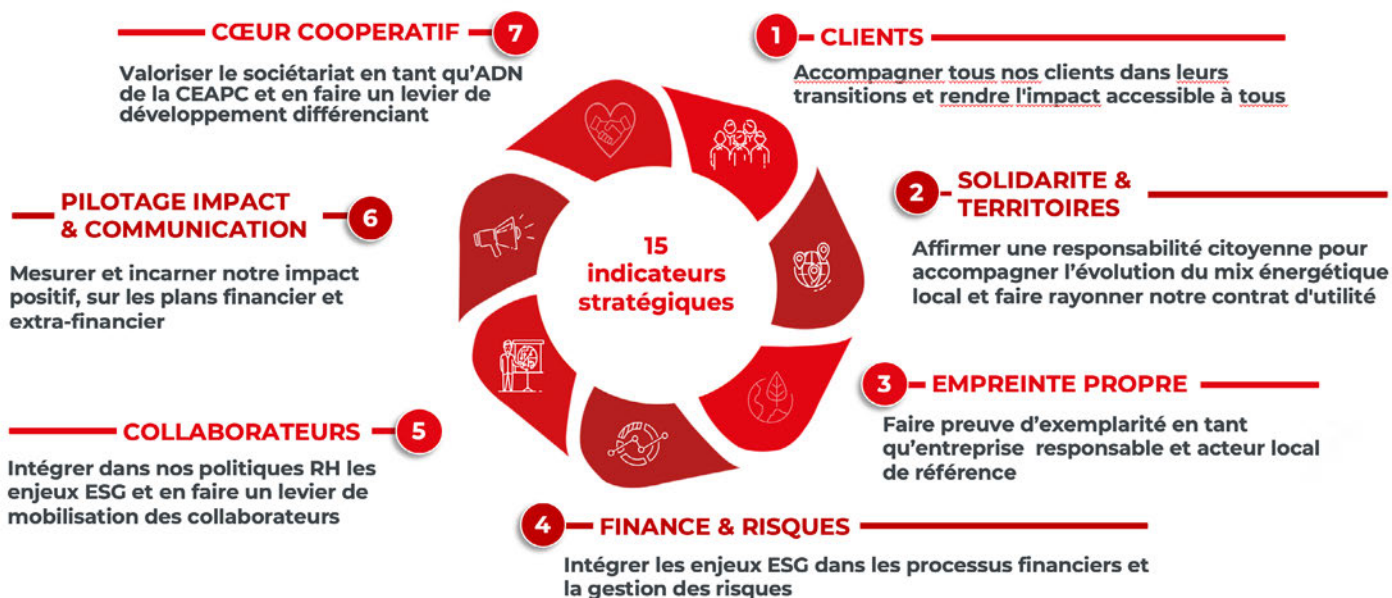 1
CLIENTS
Accompagner tous nos clients dans leurs
transitions et rendre l'impact accessible à tous
2
SOLIDARITE &
TERRITOIRES
Affirmer une responsabilité citoyenne pour
accompagner l'évolution du mix énergétique
local et faire rayonner notre contrat d'utilité
3
EMPREINTE PROPRE
Faire preuve d'exemplarité en tant
qu'entreprise responsable et acteur local
de référence
4
FINANCE & RISQUES
Intégrer les enjeux ESG dans les processus financiers et
la gestion des risques
5
COLLABORATEURS
Intégrer dans nos politiques RH les
enjeux ESG et en faire un levier de
mobilisation des collaborateurs
6
PILOTAGE IMPACT
& COMMUNICATION
Mesurer et incarner notre impact
positif, sur les plans financier et
extra-financier
7
CŒUR COOPERATIF
Valoriser le sociétariat en tant qu'ADN
de la CEAPC et en faire un levier de
développement différenciant
15
indicateurs
stratégiques